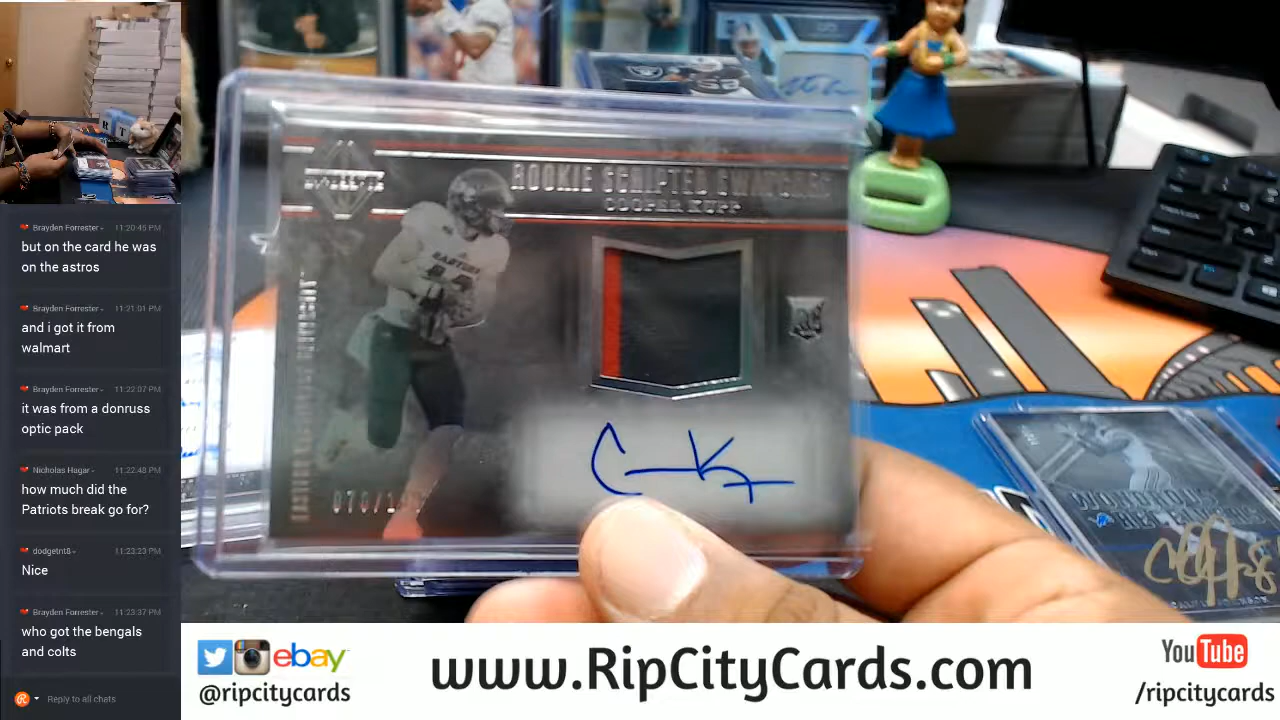 Brayden Forrester 11:20:45 PM
but on the card he was
on the astros
Brayden Forrester 11:21:01 PM
and i got it from
walmart
Brayden Forrester 11:22:07 PM
it was from a donruss
optic pack
Nicholas Hagar 11:22:48 PM
how much did the
Patriots break go for?
dodgetnt8 11:23:23 PM
Nice
Brayden Forrester 11:23:37 PM
who got the bengals
and colts
Reply to all chats
ROOKIE SCRIPTED SWATCHES
COOPER KUPP
EASTERN
RC
ebay
@ripcitycards
www.RipCityCards.com
YouTube
/ripcitycards